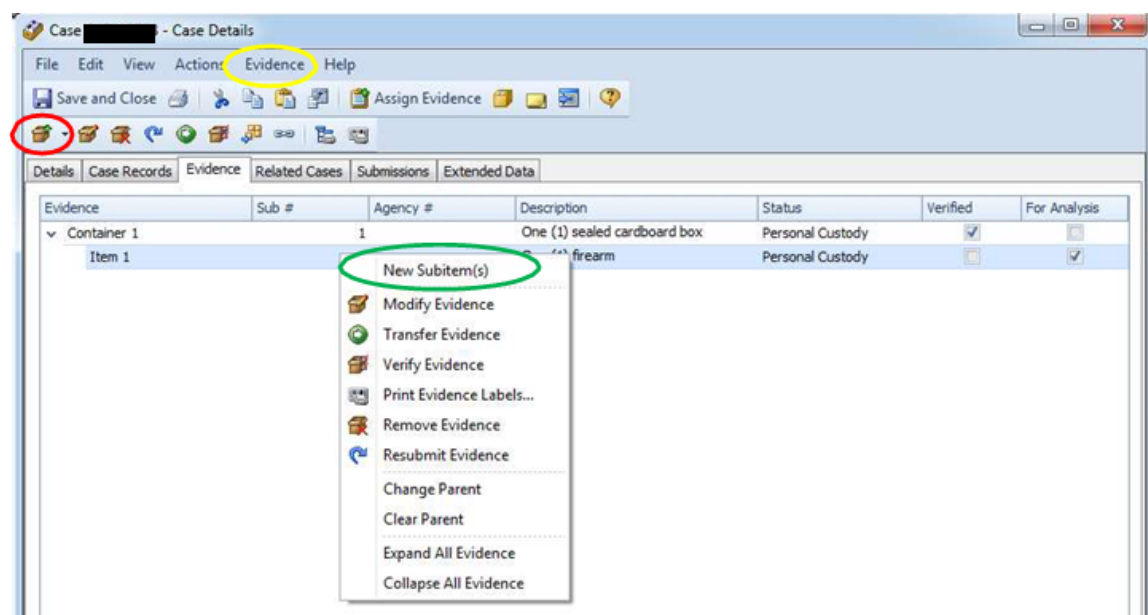 Case - Case Details
File Edit View Actions Evidence Help
Save and Close Assign Evidence
Details Case Records Evidence Related Cases Submissions Extended Data
Evidence Sub # Agency # Description Status Verified For Analysis
Container 1 1 One (1) sealed cardboard box Personal Custody
Item 1 (1) firearm Personal Custody
New Subitem(s)
Modify Evidence
Transfer Evidence
Verify Evidence
Print Evidence Labels...
Remove Evidence
Resubmit Evidence
Change Parent
Clear Parent
Expand All Evidence
Collapse All Evidence